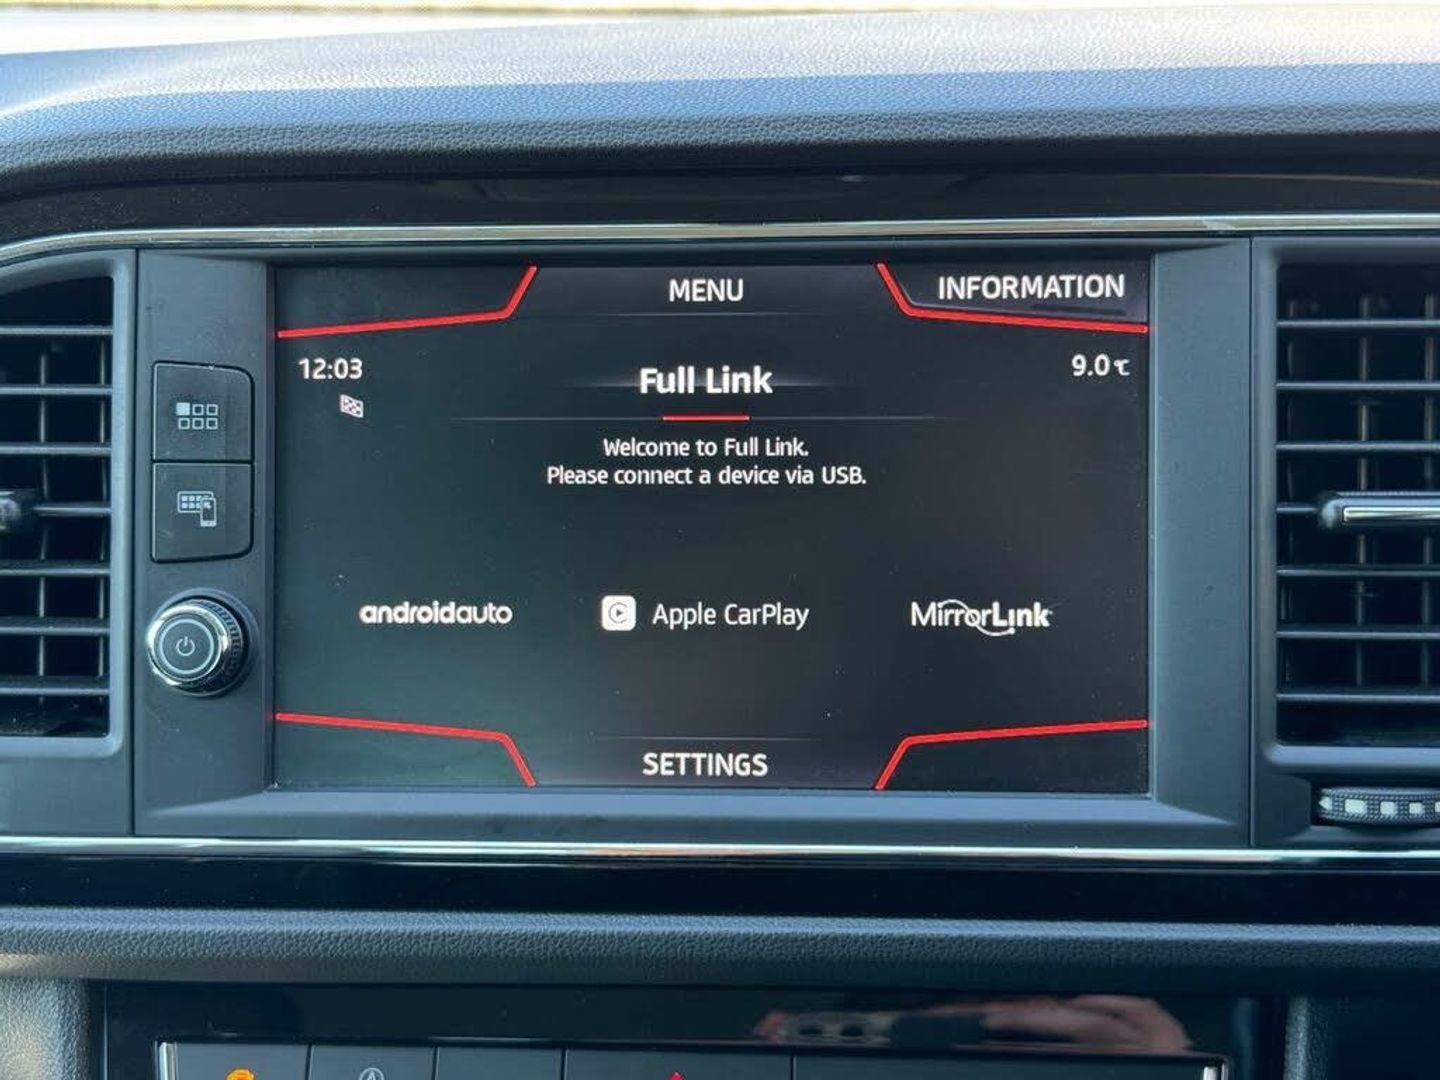 MENU
INFORMATION
12:03
9.0℃
Full Link
Welcome to Full Link.
Please connect a device via USB.
androidauto
Apple CarPlay
MirrorLink
SETTINGS